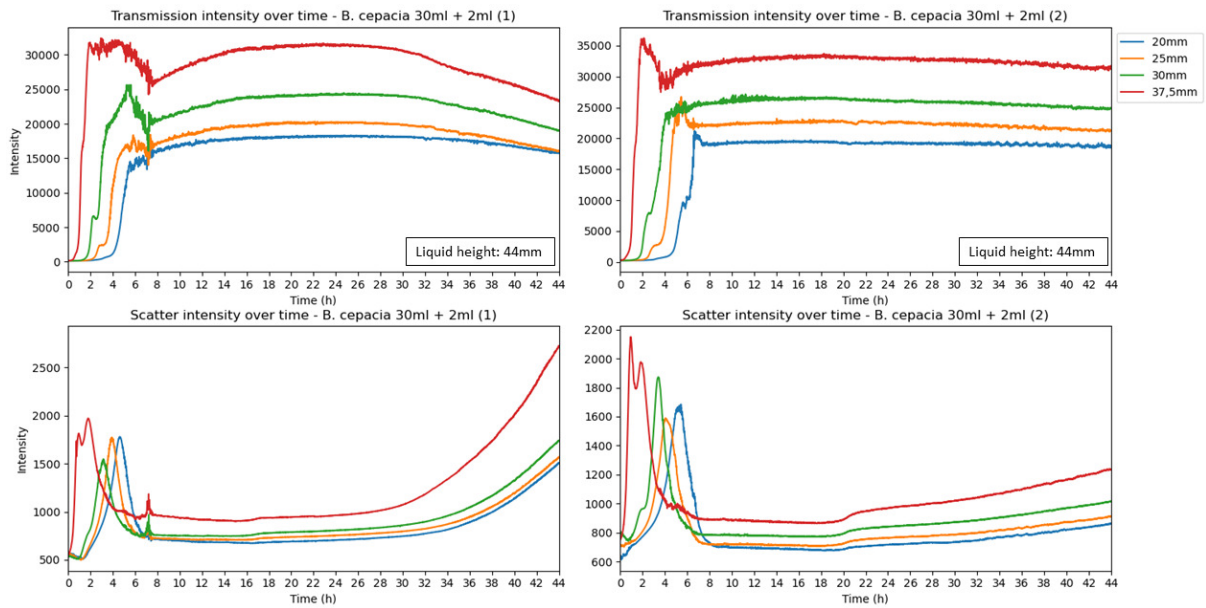 Transmission intensity over time - B. cepacia 30ml + 2ml (1)
Intensity
30000
25000
20000
15000
10000
5000
0
0 2 4 6 8 10 12 14 16 18 20 22 24 26 28 30 32 34 36 38 40 42 44
Time (h)
Liquid height: 44mm
Transmission intensity over time - B. cepacia 30ml + 2ml (2)
35000
30000
25000
20000
15000
10000
5000
0
0 2 4 6 8 10 12 14 16 18 20 22 24 26 28 30 32 34 36 38 40 42 44
Time (h)
Liquid height: 44mm
20mm
25mm
30mm
37,5mm
Scatter intensity over time - B. cepacia 30ml + 2ml (1)
Intensity
2500
2000
1500
1000
500
0 2 4 6 8 10 12 14 16 18 20 22 24 26 28 30 32 34 36 38 40 42 44
Time (h)
Scatter intensity over time - B. cepacia 30ml + 2ml (2)
2200
2000
1800
1600
1400
1200
1000
800
600
0 2 4 6 8 10 12 14 16 18 20 22 24 26 28 30 32 34 36 38 40 42 44
Time (h)